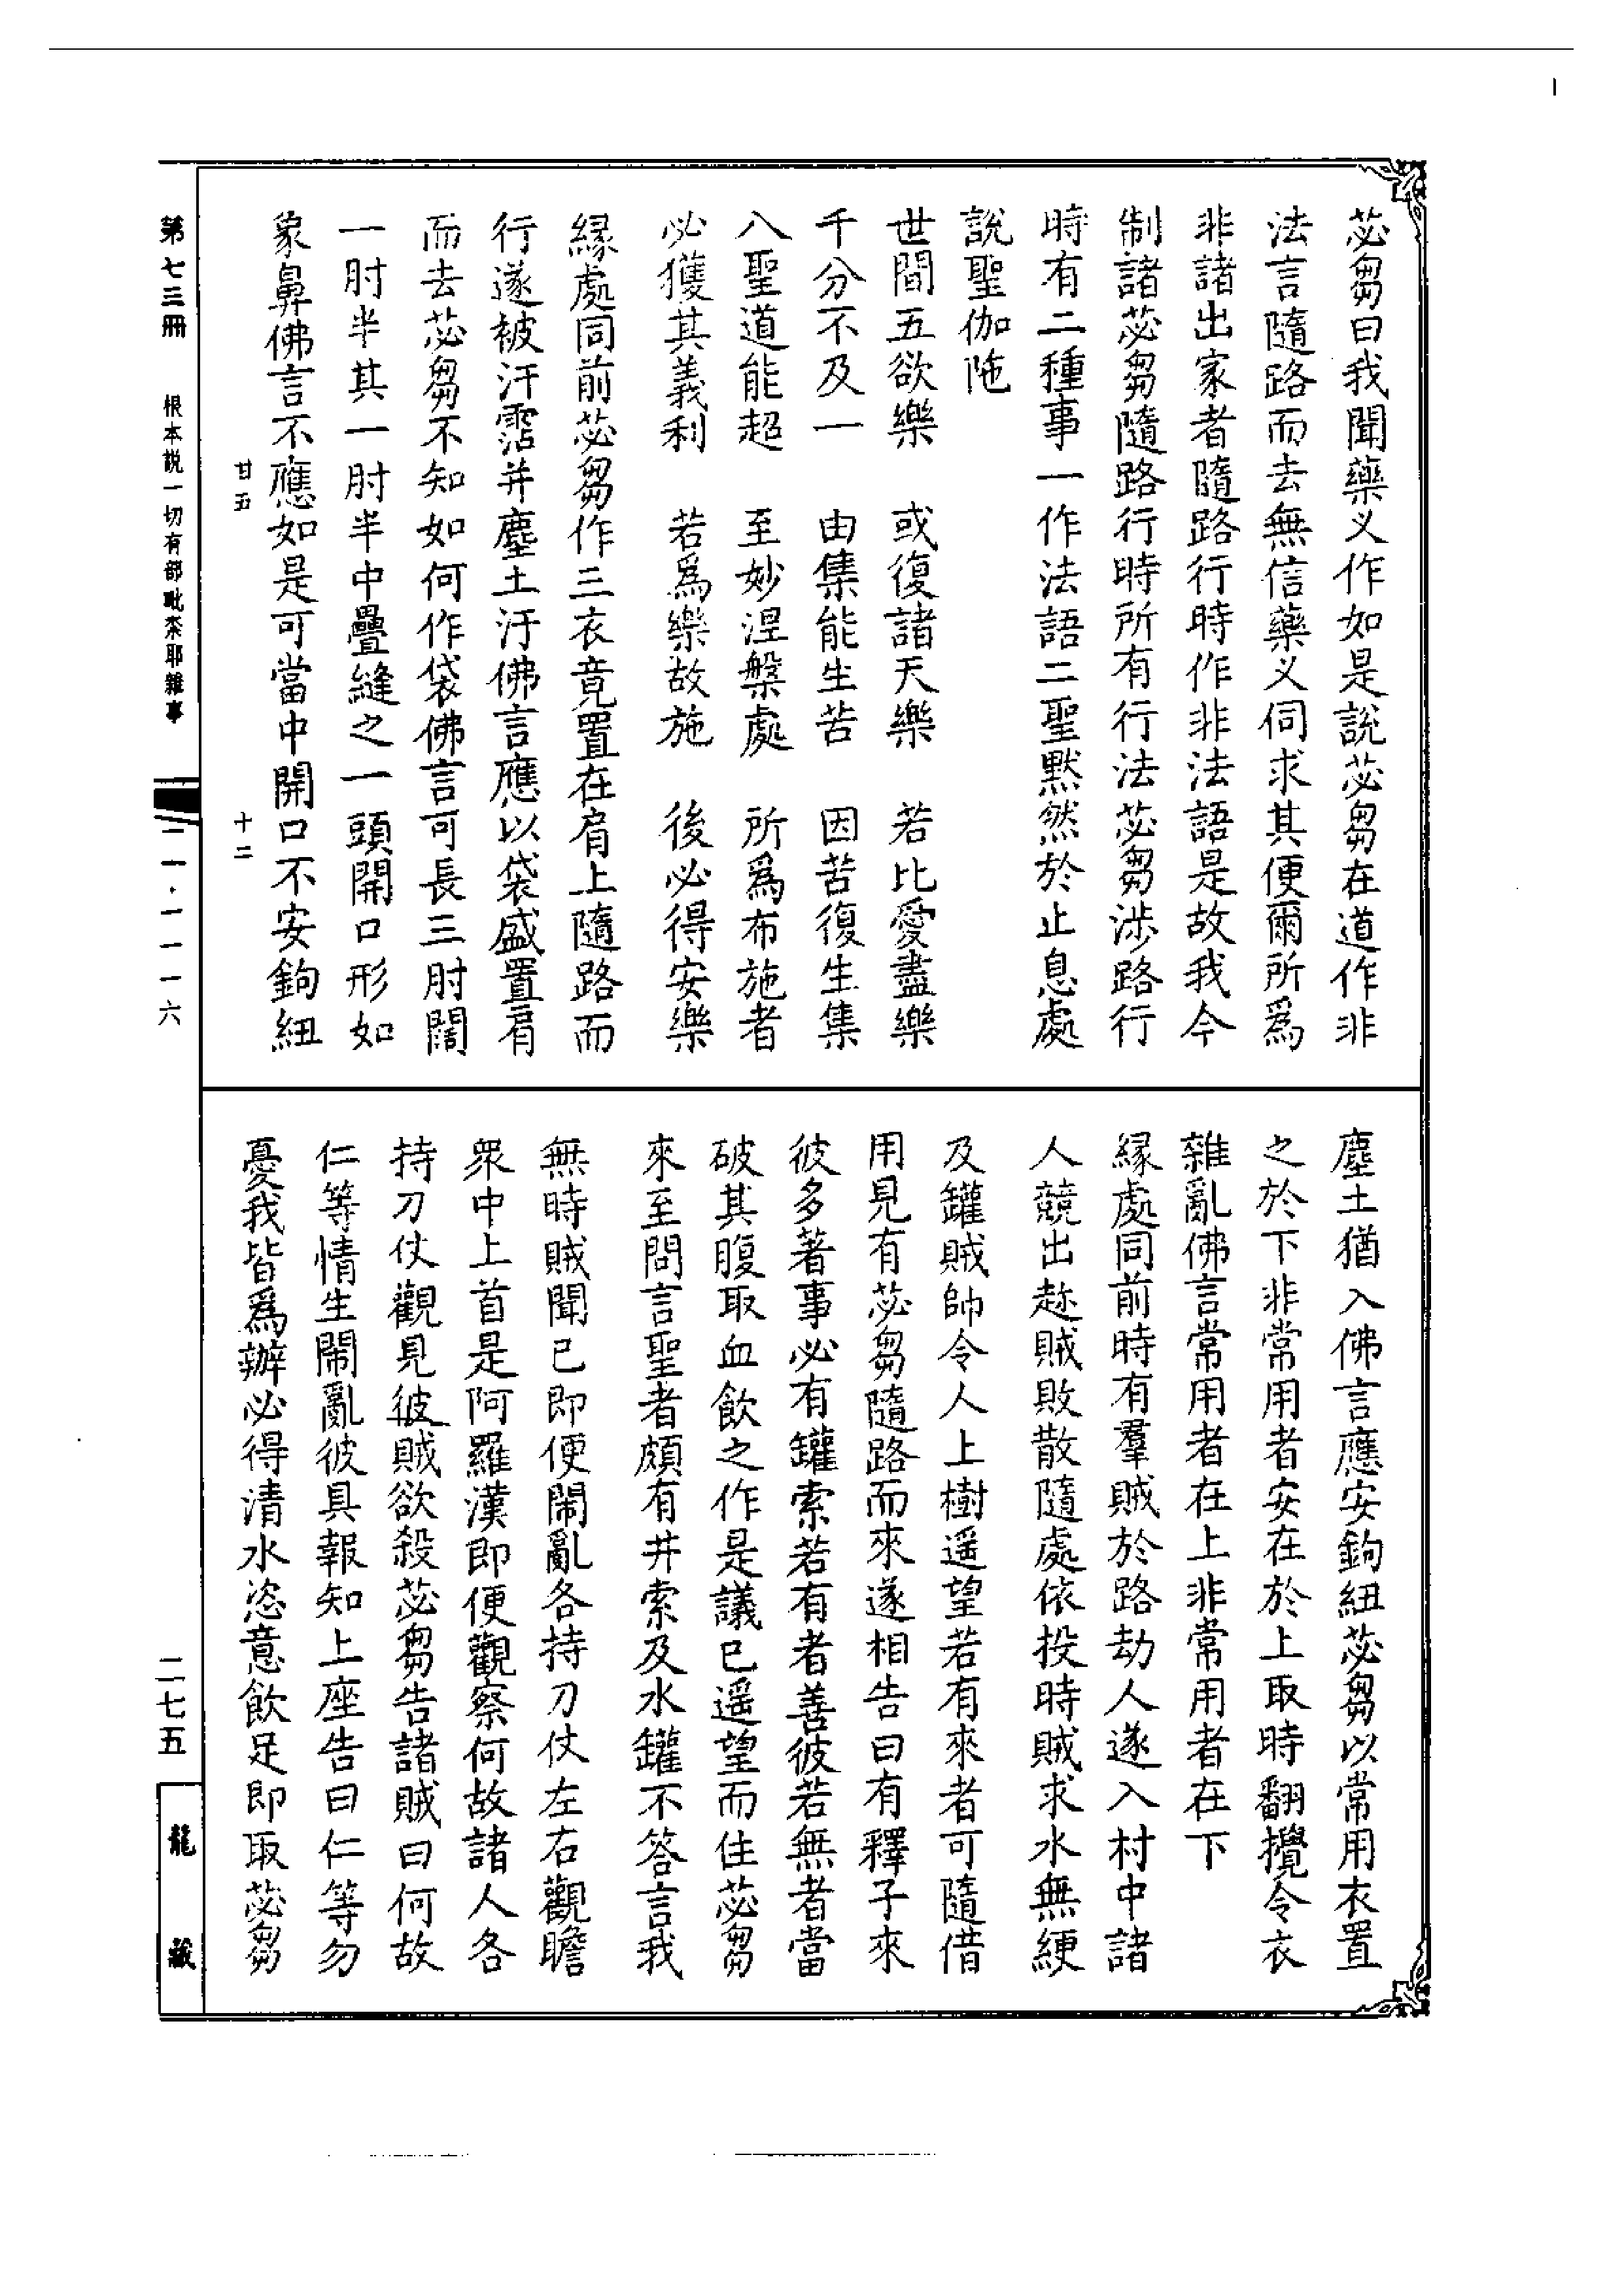 苾芻曰我聞藥义作如是說苾芻在道作非
法言隨路而去無信藥义伺求其便爾所爲
非諸出家者隨路行時作非法語是故我今
制諸苾芻隨路行時所有行法苾芻涉路行
時有二種事一作法語二聖默然於止息處
說聖伽陁
世間五欲樂　或復諸天樂　若比愛盡樂
千分不及一　由集能生苦　因苦復生集
八聖道能超　至妙涅槃處　所爲布施者
必獲其義利　若爲樂故施　後必得安樂
緣處同前苾芻作三衣竟置在肩上隨路而
行遂被汗霑并塵土汙佛言應以袋盛置肩
而去苾芻不知如何作袋佛言可長三肘闊
一肘半其一肘半中疊縫之一頭開口形如
象鼻佛言不應如是可當中開口不安鉤紐
甘五　十二
塵土猶入佛言應安鉤紐苾芻以常用衣置
之於下非常用者安在於上取時翻攪令衣
雜亂佛言常用者在上非常用者在下
緣處同前時有羣賊於路劫人遂入村中諸
人競出趂賊敗散隨處依投時賊求水無綆
及罐賊帥令人上樹遥望若有來者可隨借
用見有苾芻隨路而來遂相告曰有釋子來
彼多著事必有罐索若有者善彼若無者當
破其腹取血飲之作是議已遥望而住苾芻
來至問言聖者頗有井索及水罐不答言我
無時賊聞已即便鬧亂各持刀仗左右觀瞻
衆中上首是阿羅漢即便觀察何故諸人各
持刀仗觀見彼賊欲殺苾芻告諸賊曰何故
仁等情生鬧亂彼具報知上座告曰仁等勿
憂我皆爲辦必得清水恣意飲足即取苾芻
第七三冊　根本說一切有部毗奈耶雜事
二一·一一一六
二七五
龍藏